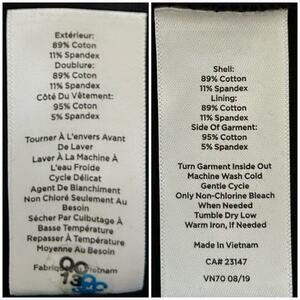 Extérieur:
89% Coton
11% Spandex
Doublure:
89% Coton
11% Spandex
Côté Du Vêtement:
95% Coton
5% Spandex
Tourner À L'envers Avant
De Laver
Laver À La Machine À
L'eau Froide
Cycle Délicat
Agent De Blanchiment
Non Chloré Seulement Au
Besoin
Sécher Par Culbutage À
Basse Température
Repasser À Température
Moyenne Au Besoin
Vietnam
Shell:
89% Cotton
11% Spandex
Lining:
89% Cotton
11% Spandex
Side Of Garment:
95% Cotton
5% Spandex
Turn Garment Inside Out
Machine Wash Cold
Gentle Cycle
Only Non-Chlorine Bleach
When Needed
Tumble Dry Low
Warm Iron, If Needed
Made In Vietnam
CA# 23147
VN70 08/19